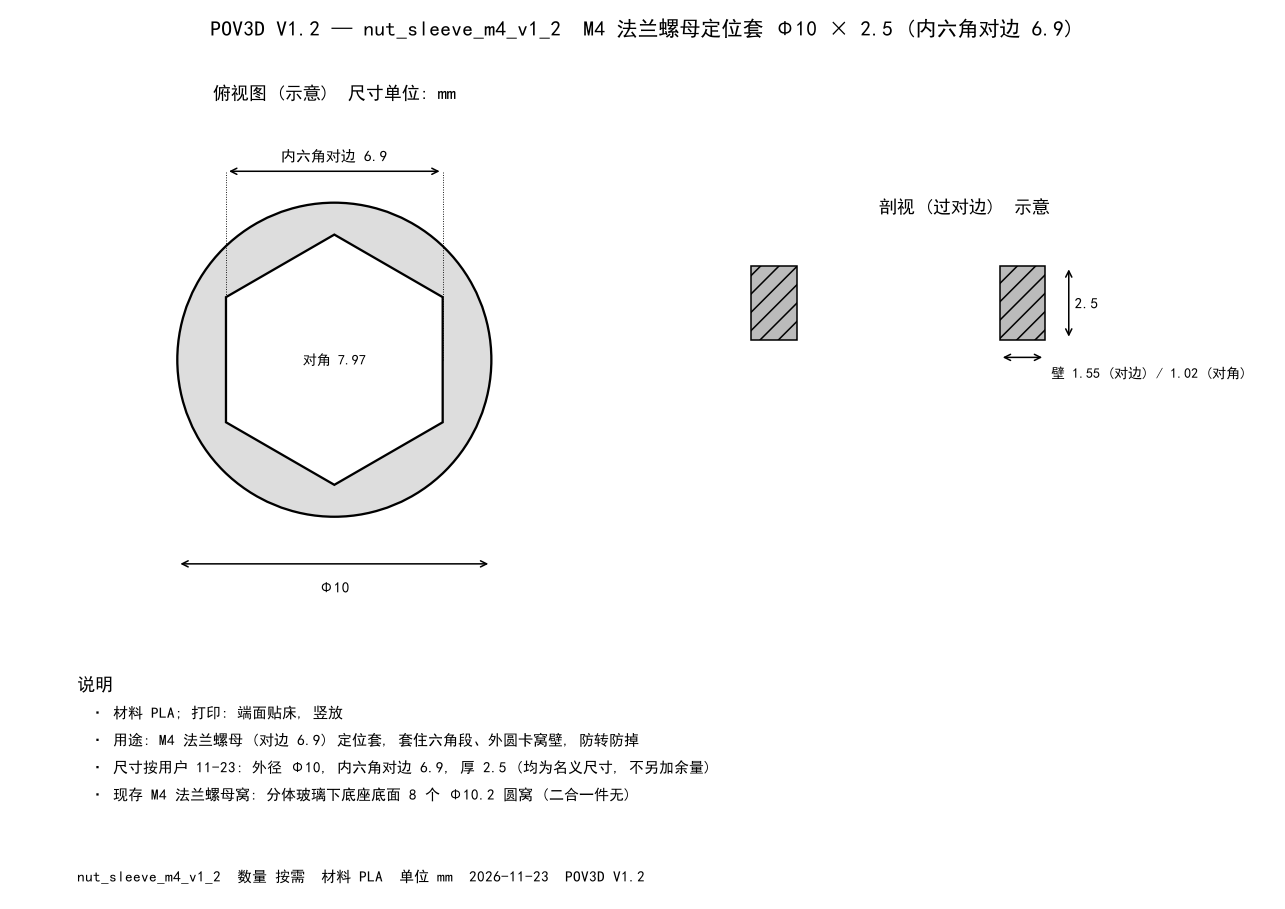 POV3D V1.2 — nut_sleeve_m4_v1_2  M4 法兰螺母定位套 Φ10 × 2.5 (内六角对边 6.9)
俯视图 (示意)  尺寸单位: mm
内六角对边 6.9
对角 7.97
Φ10
剖视 (过对边)  示意
2.5
壁 1.55 (对边) / 1.02 (对角)
说明
· 材料 PLA; 打印: 端面贴床, 竖放
· 用途: M4 法兰螺母 (对边 6.9) 定位套, 套住六角段、外圆卡窝壁, 防转防掉
· 尺寸按用户 11-23: 外径 Φ10, 内六角对边 6.9, 厚 2.5 (均为名义尺寸, 不另加余量)
· 现存 M4 法兰螺母窝: 分体玻璃下底座底面 8 个 Φ10.2 圆窝 (二合一件无)
nut_sleeve_m4_v1_2  数量 按需  材料 PLA  单位 mm  2026-11-23  POV3D V1.2